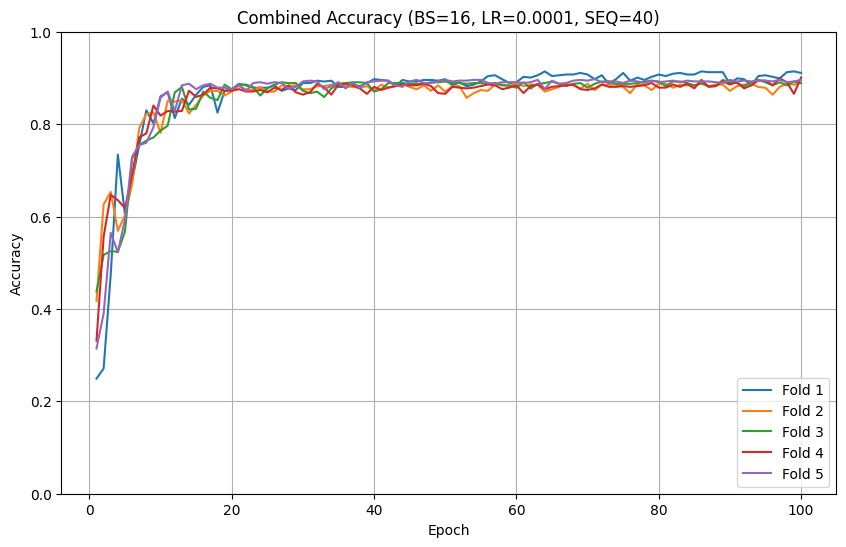 Combined Accuracy (BS=16, LR=0.0001, SEQ=40)
1.0
0.8
0.6
0.4
0.2
0.0
Accuracy
0 20 40 60 80 100
Epoch
Fold 1
Fold 2
Fold 3
Fold 4
Fold 5